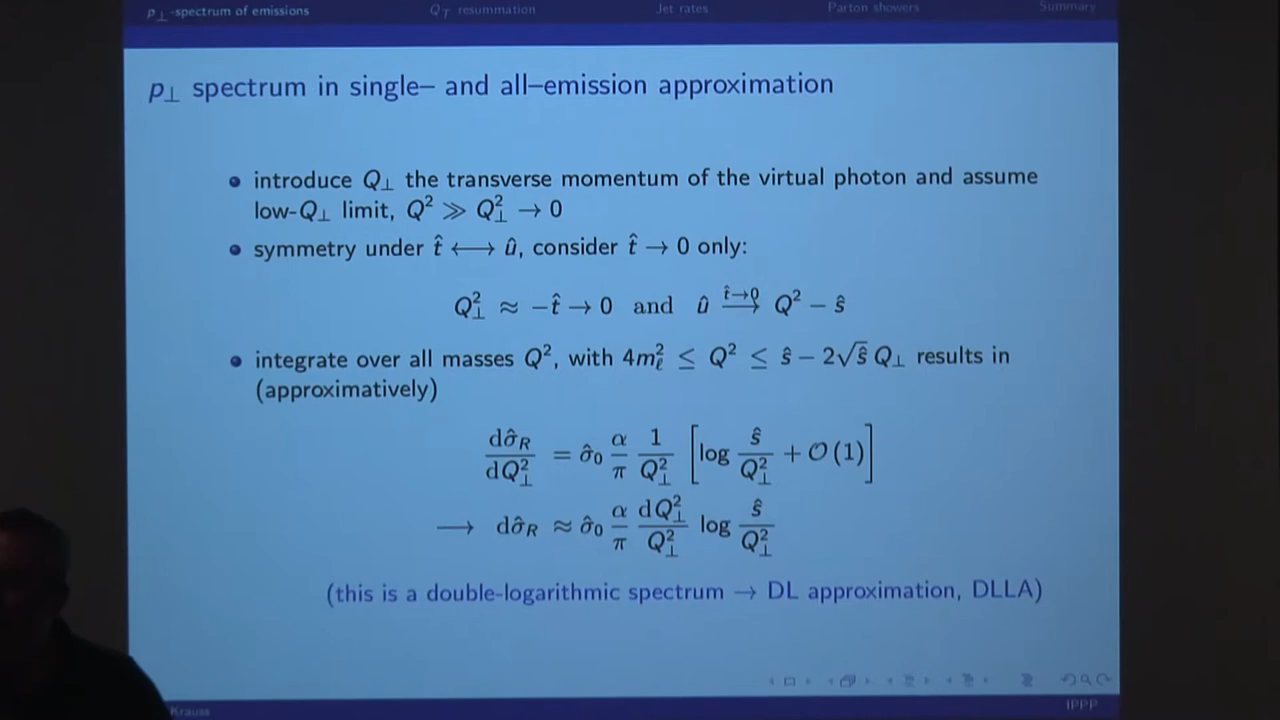 p⊥-spectrum of emissions Q_T resummation Jet rates Parton showers Summary
p⊥ spectrum in single– and all–emission approximation
introduce Q⊥ the transverse momentum of the virtual photon and assume
low-Q⊥ limit, Q² ≫ Q⊥² → 0
symmetry under t̂ ⟷ û, consider t̂ → 0 only:
Q⊥² ≈ −t̂ → 0 and û —(t̂→0)→ Q² − ŝ
integrate over all masses Q², with 4m_ℓ² ≤ Q² ≤ ŝ − 2√ŝ Q⊥ results in
(approximatively)
dσ̂_R/dQ⊥² = σ̂₀ α/π 1/Q⊥² [log ŝ/Q⊥² + 𝒪(1)]
⟶ dσ̂_R ≈ σ̂₀ α/π dQ⊥²/Q⊥² log ŝ/Q⊥²
(this is a double-logarithmic spectrum → DL approximation, DLLA)
Krauss IPPP